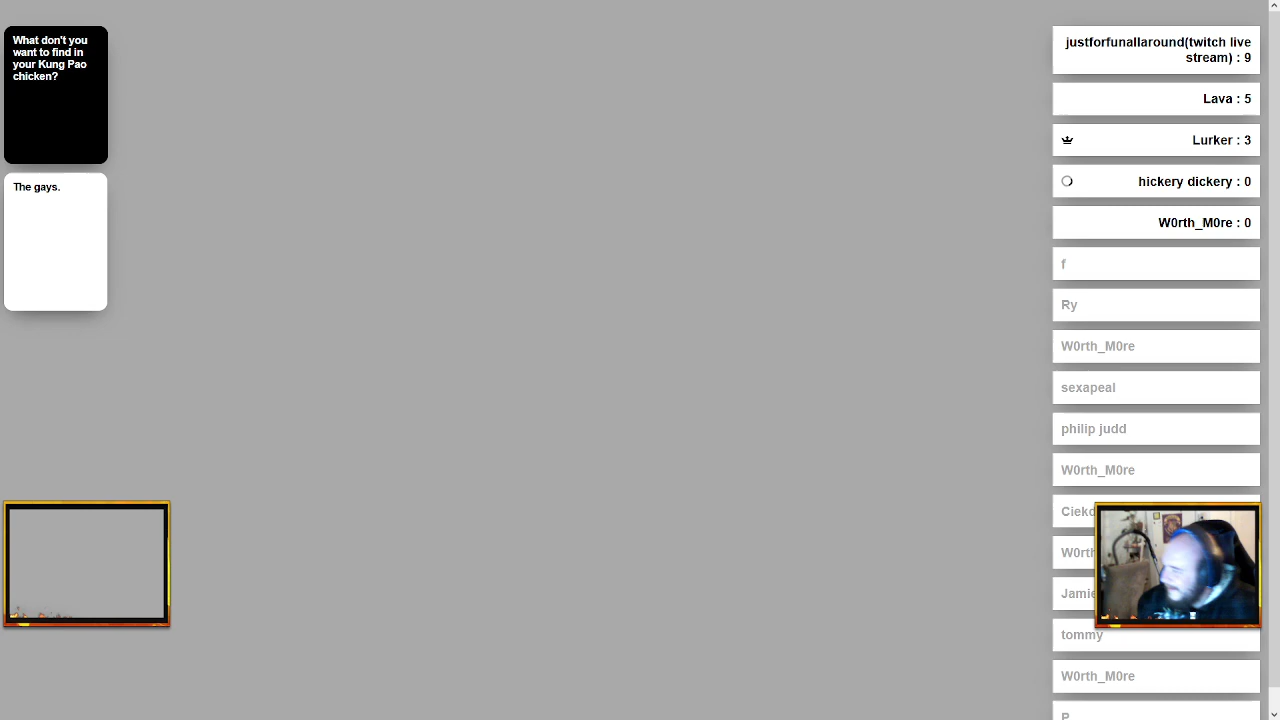 What don't you
want to find in
your Kung Pao
chicken?
The gays.
justforfunallaround(twitch live
stream) : 9
Lava : 5
Lurker : 3
hickery dickery : 0
W0rth_M0re : 0
f
Ry
W0rth_M0re
sexapeal
philip judd
W0rth_M0re
tommy
W0rth_M0re